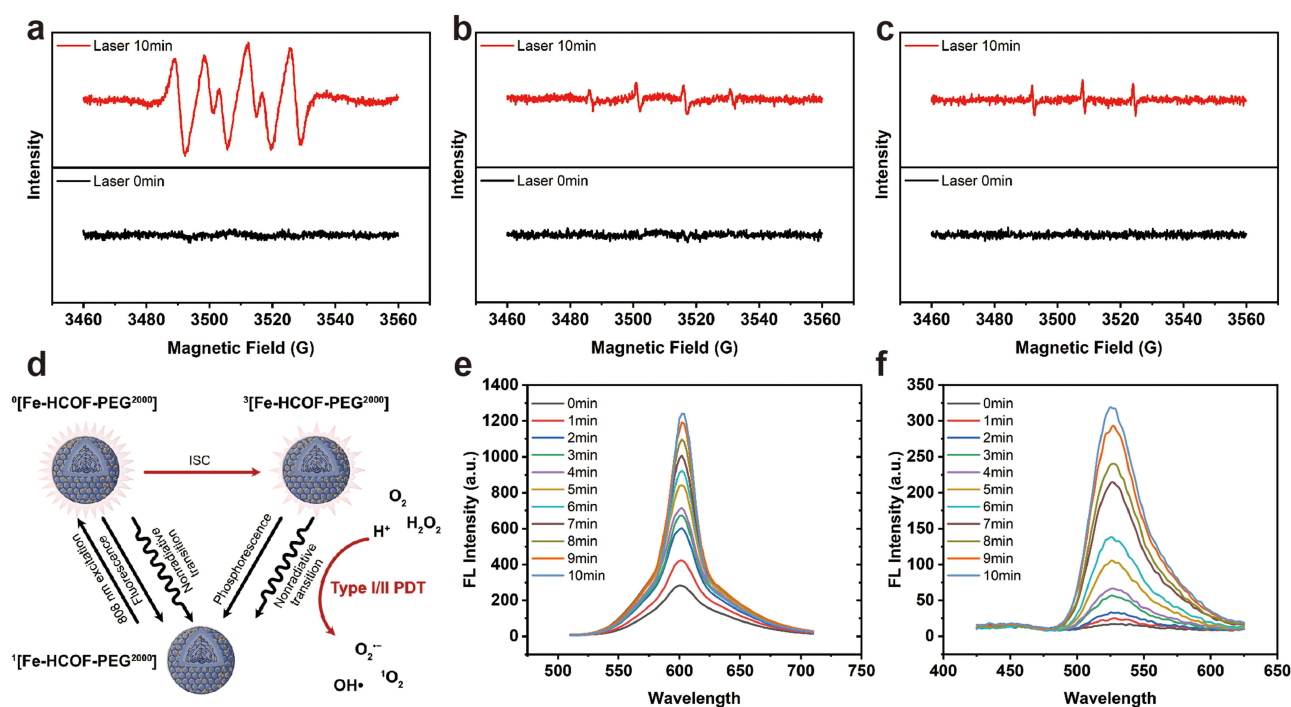 a
Laser 10min
Laser 0min
Intensity
3460 3480 3500 3520 3540 3560
Magnetic Field (G)
b
Laser 10min
Laser 0min
Intensity
3460 3480 3500 3520 3540 3560
Magnetic Field (G)
c
Laser 10min
Laser 0min
Intensity
3460 3480 3500 3520 3540 3560
Magnetic Field (G)
d
⁰[Fe-HCOF-PEG²⁰⁰⁰]
³[Fe-HCOF-PEG²⁰⁰⁰]
ISC
808 nm excitation
Fluorescence
Nonradiative
transition
Phosphorescence
Nonradiative
transition
O₂
H⁺ H₂O₂
Type I/II PDT
¹[Fe-HCOF-PEG²⁰⁰⁰]
O₂•−
OH• ¹O₂
e
1400
1200
1000
800
600
400
200
0
FL Intensity (a.u.)
0min
1min
2min
3min
4min
5min
6min
7min
8min
9min
10min
500 550 600 650 700 750
Wavelength
f
350
300
250
200
150
100
50
0
FL Intensity (a.u.)
0min
1min
2min
3min
4min
5min
6min
7min
8min
9min
10min
400 425 450 475 500 525 550 575 600 625 650
Wavelength